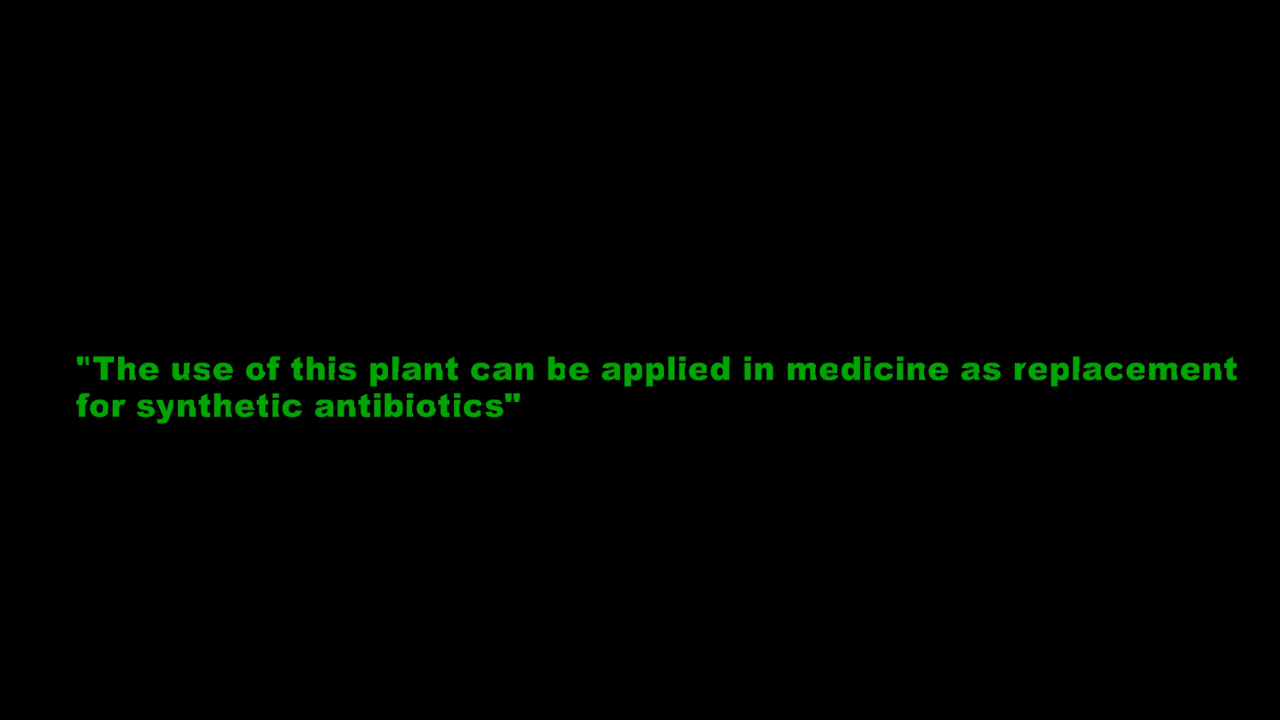 "The use of this plant can be applied in medicine as replacement
for synthetic antibiotics"